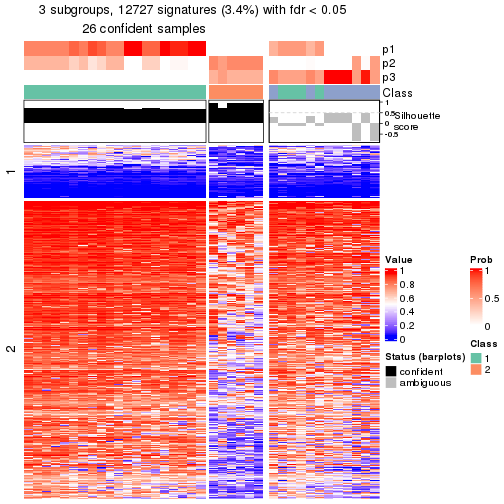 3 subgroups, 12727 signatures (3.4%) with fdr < 0.05
26 confident samples
p1
p2
p3
Class
1
0.5
0
-0.5
Silhouette
score
1
2
Value
1
0.8
0.6
0.4
0.2
0
Prob
1
0.5
0
Status (barplots)
confident
ambiguous
Class
1
2